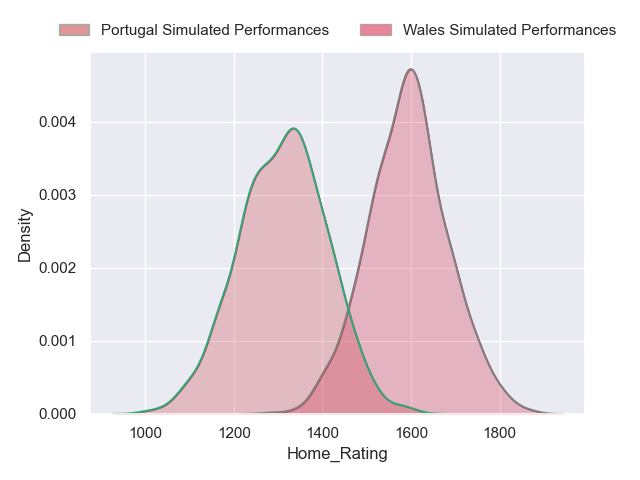 Portugal Simulated Performances Wales Simulated Performances
0.004
0.003
0.002
0.001
0.000
Density
1000 1200 1400 1600 1800
Home_Rating